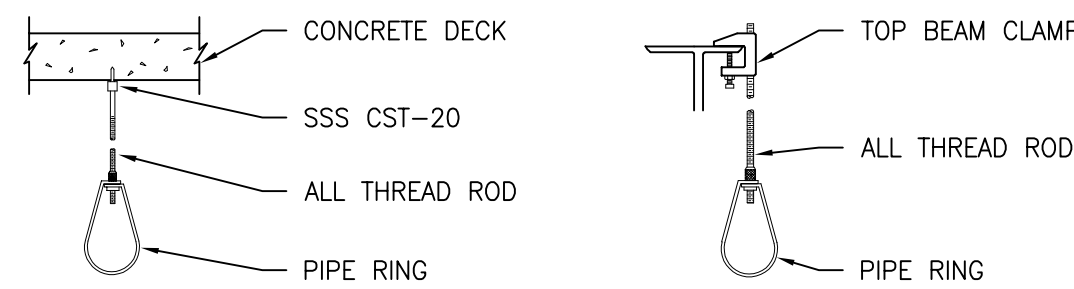 CONCRETE DECK
SSS CST-20
ALL THREAD ROD
PIPE RING
TOP BEAM CLAMP
ALL THREAD ROD
PIPE RING